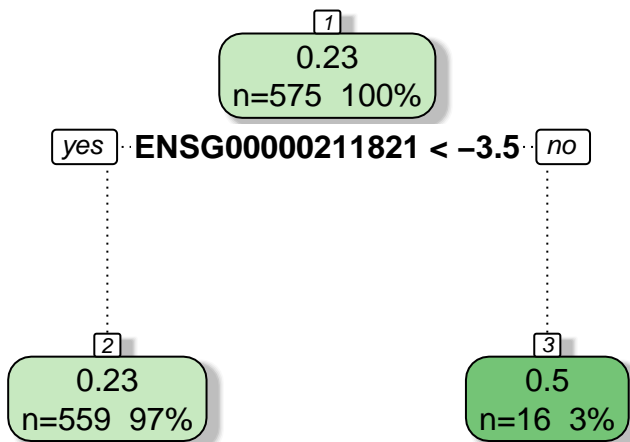 1
0.23
n=575 100%
yes ENSG00000211821 < −3.5 no
2
0.23
n=559 97%
3
0.5
n=16 3%